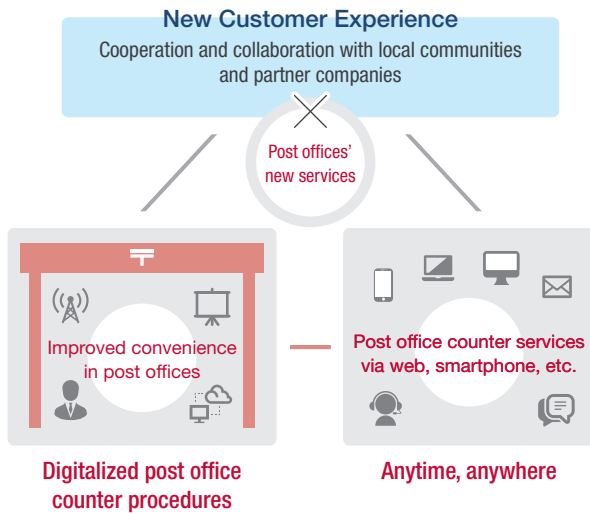 New Customer Experience
Cooperation and collaboration with local communities
and partner companies
Post offices’
new services
Improved convenience
in post offices
Post office counter services
via web, smartphone, etc.
Digitalized post office
counter procedures
Anytime, anywhere